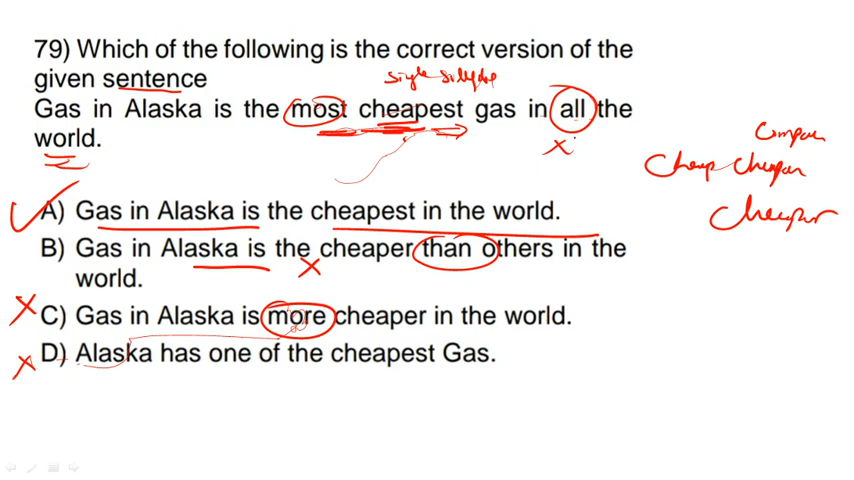 79) Which of the following is the correct version of the
given sentence
single syllable
Gas in Alaska is the most cheapest gas in all the
world.
A) Gas in Alaska is the cheapest in the world.
B) Gas in Alaska is the cheaper than others in the
world.
C) Gas in Alaska is more cheaper in the world.
D) Alaska has one of the cheapest Gas.
Cheap